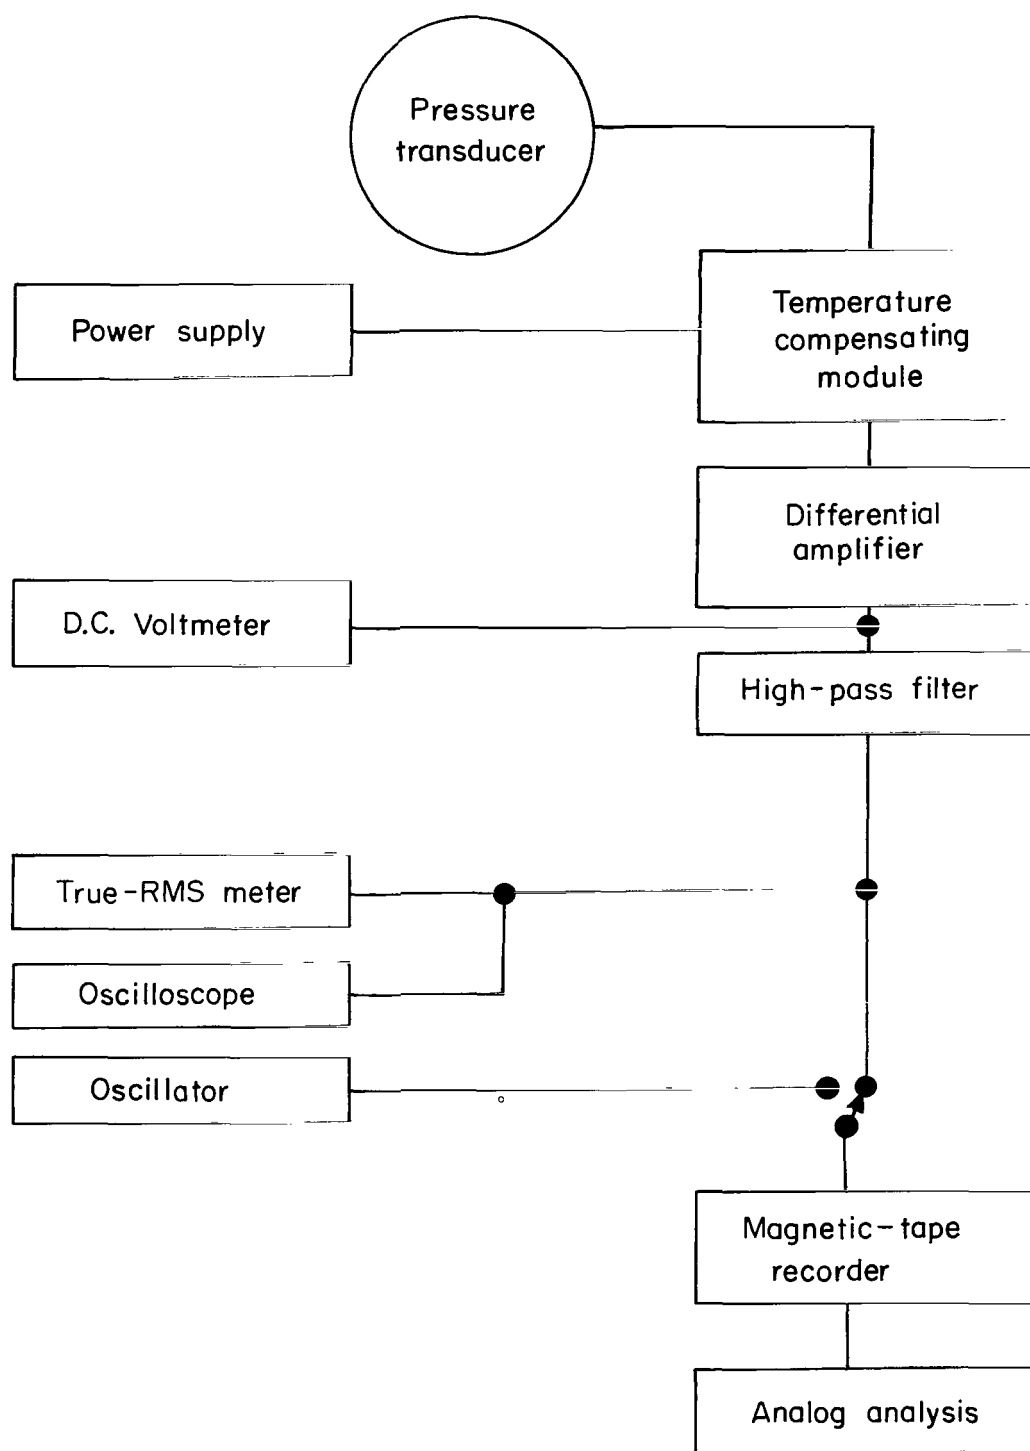 Pressure
transducer
Power supply
Temperature
compensating
module
Differential
amplifier
D.C. Voltmeter
High-pass filter
True-RMS meter
Oscilloscope
Oscillator
Magnetic-tape
recorder
Analog analysis